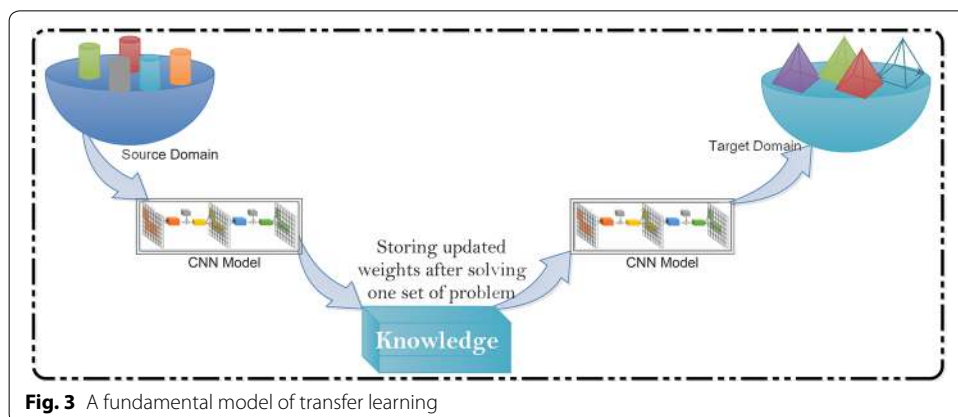 Source Domain
Target Domain
CNN Model
CNN Model
Storing updated
weights after solving
one set of problem
Knowledge
Fig. 3 A fundamental model of transfer learning